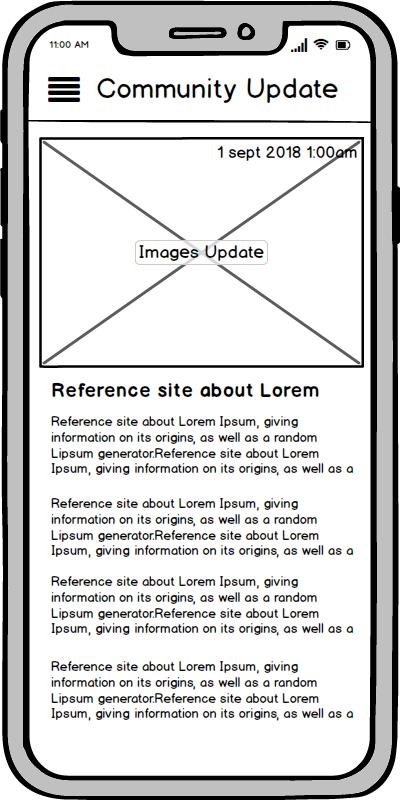 11:00 AM
Community Update
1 sept 2018 1:00am
Images Update
Reference site about Lorem
Reference site about Lorem Ipsum, giving
information on its origins, as well as a random
Lipsum generator.Reference site about Lorem
Ipsum, giving information on its origins, as well as a
Reference site about Lorem Ipsum, giving
information on its origins, as well as a random
Lipsum generator.Reference site about Lorem
Ipsum, giving information on its origins, as well as a
Reference site about Lorem Ipsum, giving
information on its origins, as well as a random
Lipsum generator.Reference site about Lorem
Ipsum, giving information on its origins, as well as a
Reference site about Lorem Ipsum, giving
information on its origins, as well as a random
Lipsum generator.Reference site about Lorem
Ipsum, giving information on its origins, as well as a